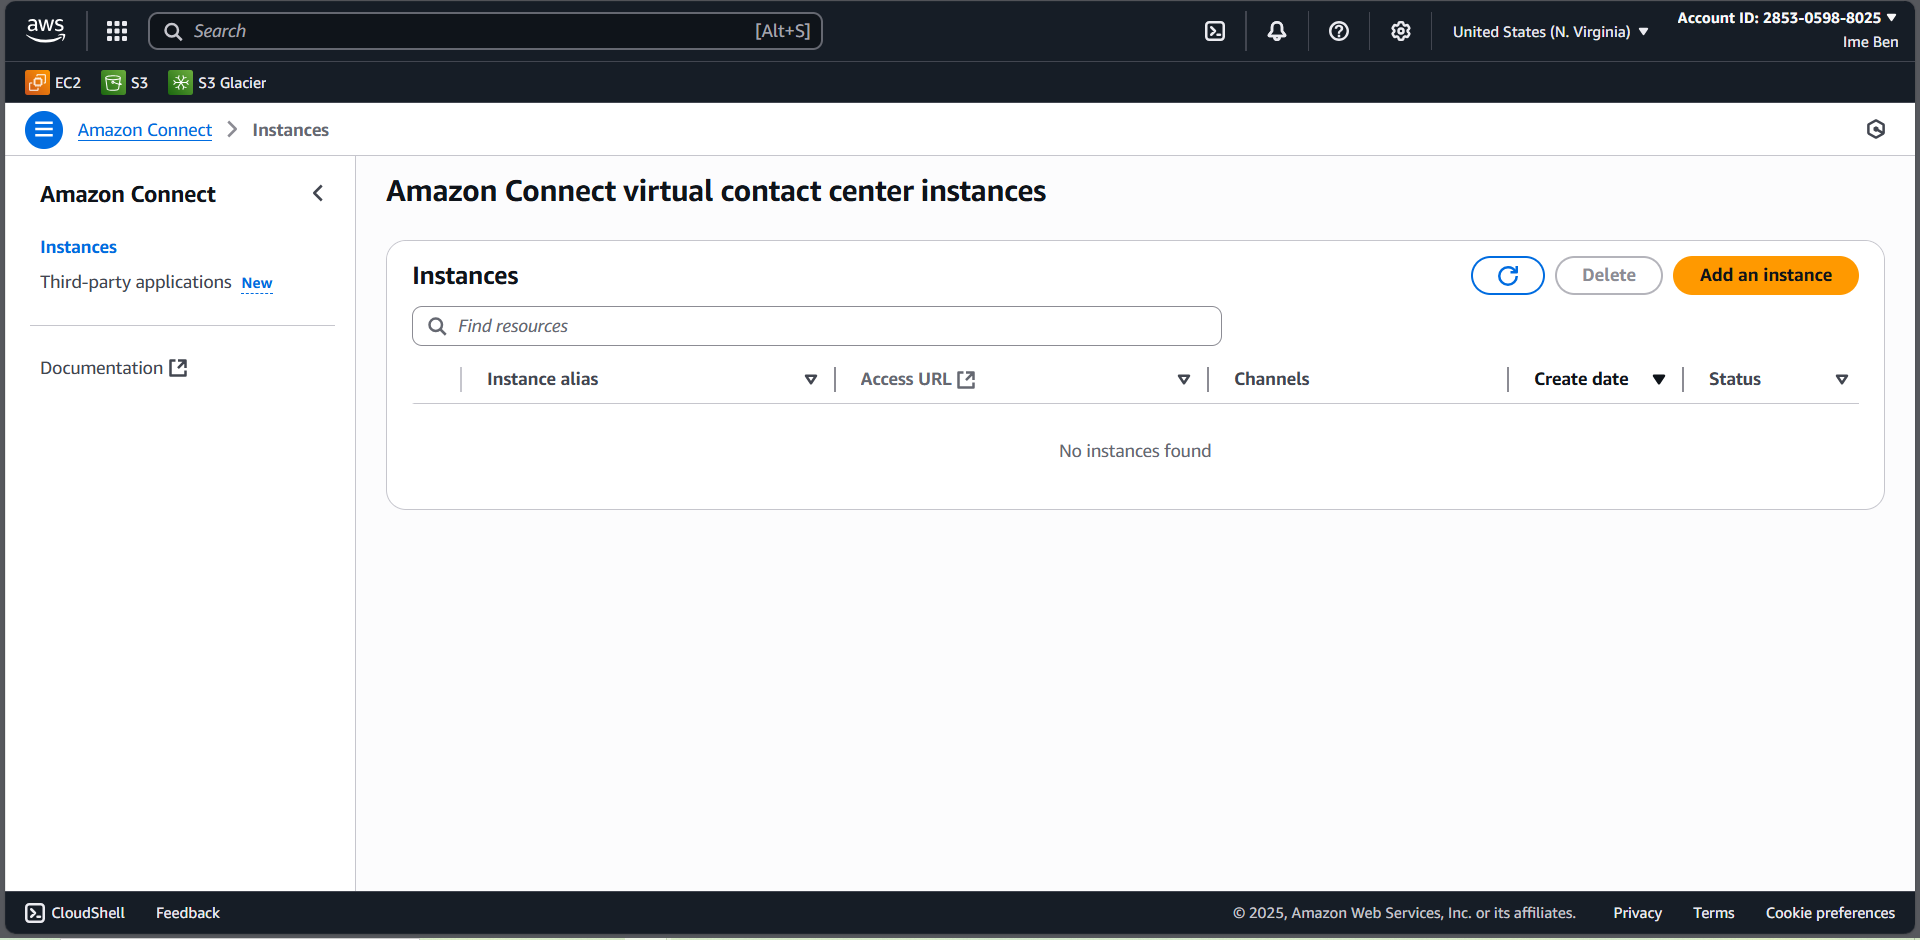 aws
Search [Alt+S]
United States (N. Virginia)
Account ID: 2853-0598-8025
Ime Ben
EC2 S3 S3 Glacier
Amazon Connect Instances
Amazon Connect
Instances
Third-party applications New
Documentation
Amazon Connect virtual contact center instances
Instances
Delete Add an instance
Find resources
Instance alias Access URL Channels Create date Status
No instances found
CloudShell Feedback © 2025, Amazon Web Services, Inc. or its affiliates. Privacy Terms Cookie preferences